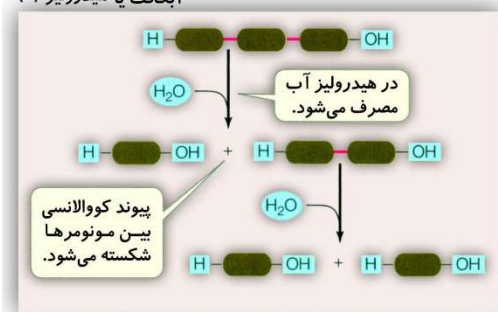 H OH
H₂O
در هیدرولیز آب
مصرف می‌شود.
H OH + H OH
پیوند کووالانسی
بین مونومرها
شکسته می‌شود.
H₂O
H OH + H OH